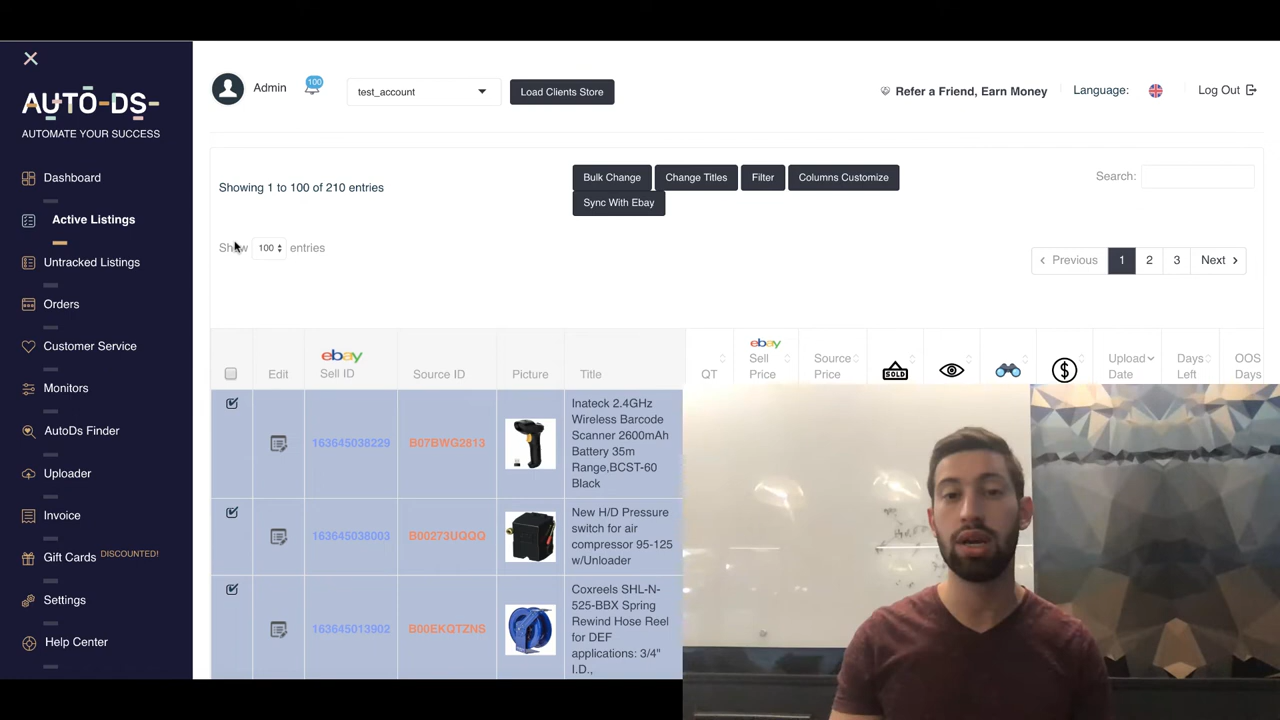 AUTO-DS-
AUTOMATE YOUR SUCCESS
Dashboard
Active Listings
Untracked Listings
Orders
Customer Service
Monitors
AutoDs Finder
Uploader
Invoice
Gift Cards DISCOUNTED!
Settings
Help Center
Admin
100
test_account
Load Clients Store
Refer a Friend, Earn Money
Language:
Log Out
Showing 1 to 100 of 210 entries
Bulk Change
Change Titles
Filter
Columns Customize
Sync With Ebay
Search:
Show 100 entries
Previous 1 2 3 Next
Edit
ebay
Sell ID
Source ID
Picture
Title
QT
ebay
Sell
Price
Source
Price
SOLD
$
Upload
Date
Days
Left
OOS
Days
163645038229
B07BWG2813
Inateck 2.4GHz
Wireless Barcode
Scanner 2600mAh
Battery 35m
Range,BCST-60
Black
163645038003
B00273UQQQ
New H/D Pressure
switch for air
compressor 95-125
w/Unloader
163645013902
B00EKQTZNS
Coxreels SHL-N-
525-BBX Spring
Rewind Hose Reel
for DEF
applications: 3/4"
I.D.,